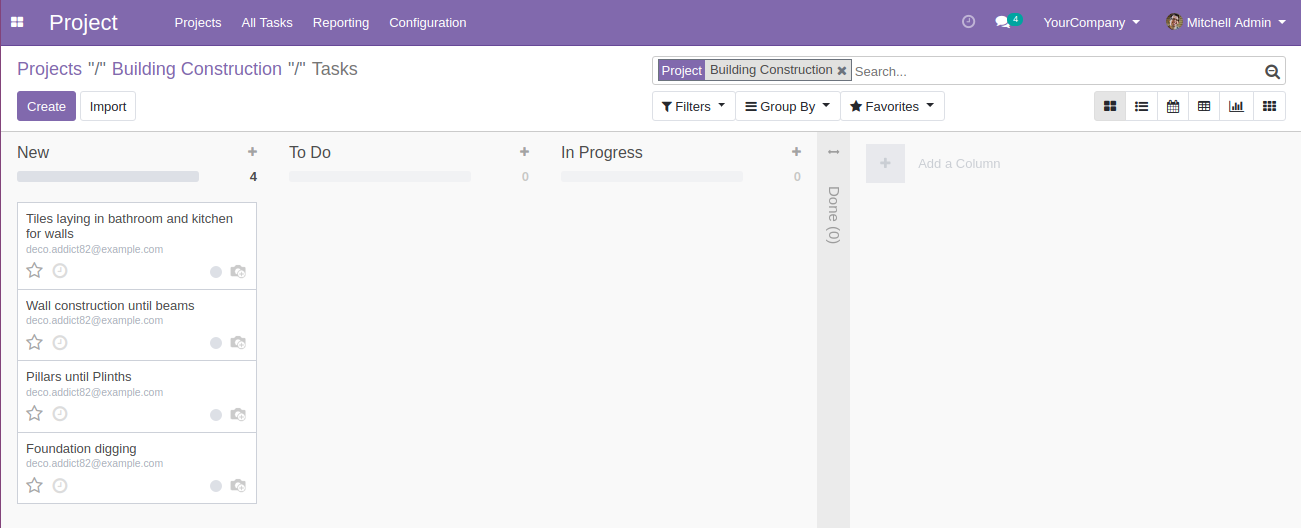 Project Projects All Tasks Reporting Configuration 4 YourCompany Mitchell Admin
Projects "/" Building Construction "/" Tasks
Project Building Construction Search...
Create Import
Filters Group By Favorites
New
4
To Do
0
In Progress
0
Done (0)
Add a Column
Tiles laying in bathroom and kitchen
for walls
deco.addict82@example.com
Wall construction until beams
deco.addict82@example.com
Pillars until Plinths
deco.addict82@example.com
Foundation digging
deco.addict82@example.com